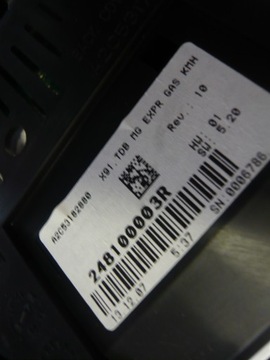 X91.TDB MG EXPR GAS KMH
A2C53102080
Rev.: 10
HW: 01
SW: 5.20
248100003R
SN:0006786
13.12.07
5:37